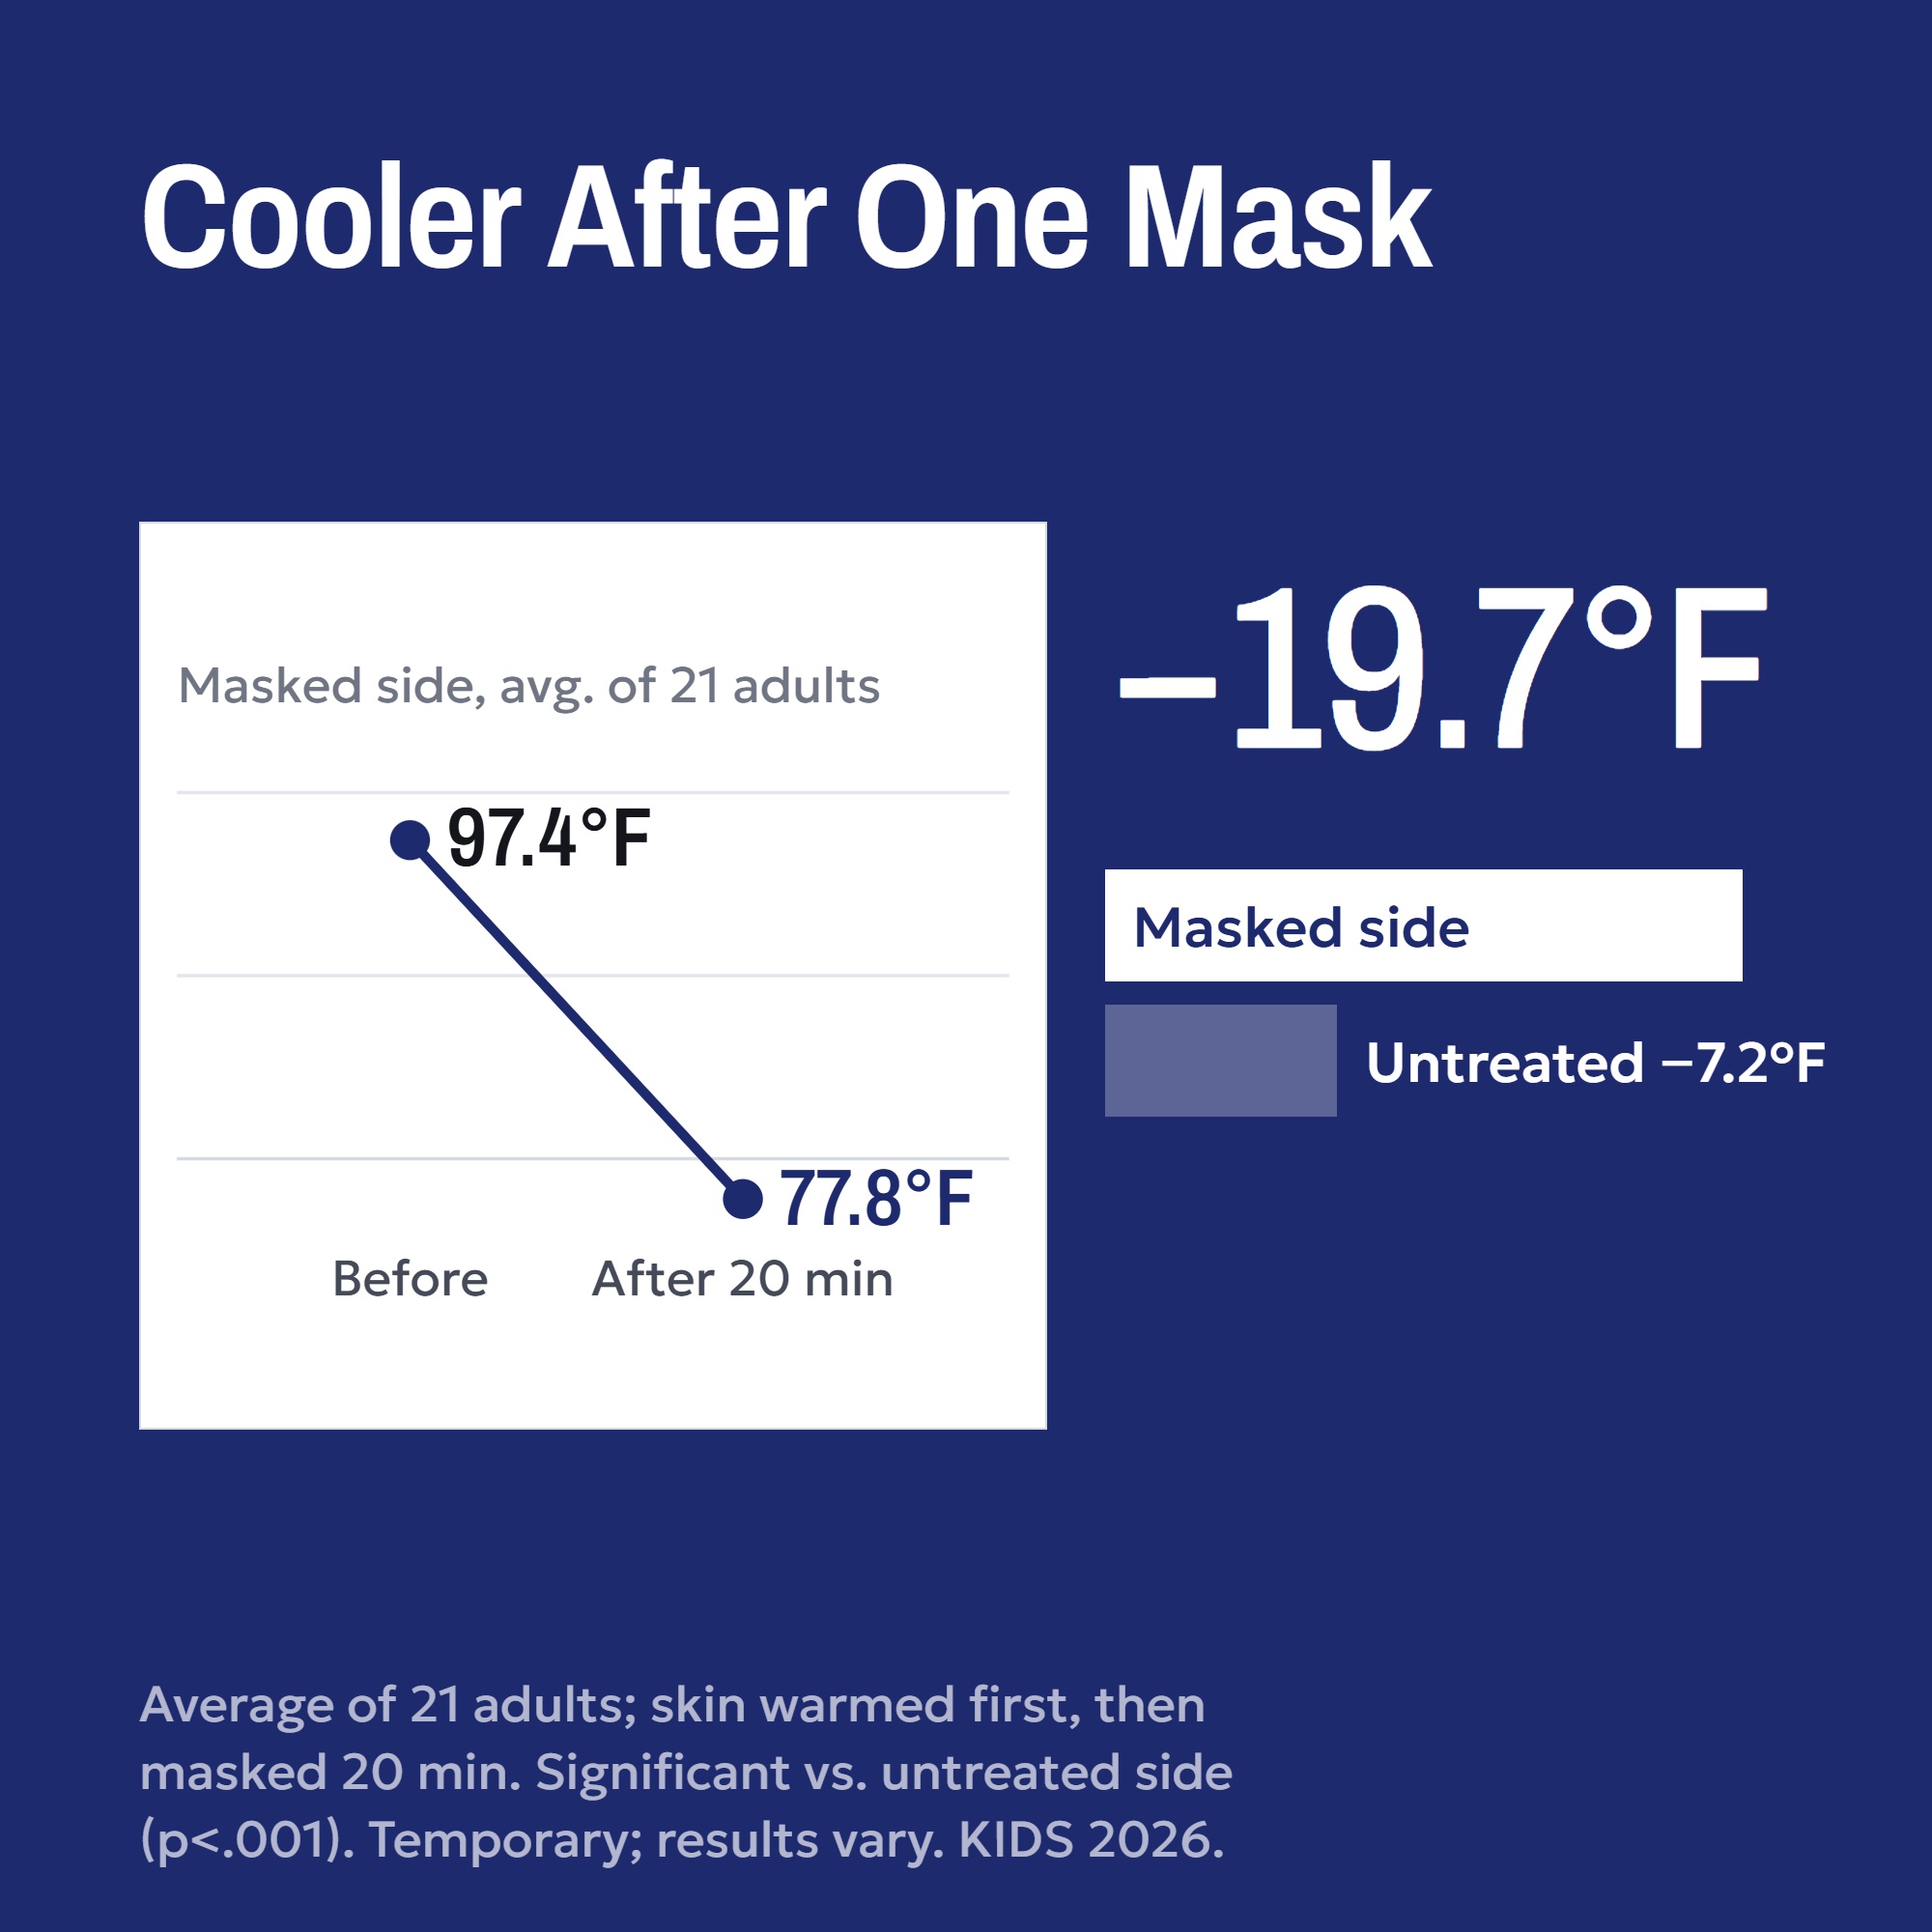 Cooler After One Mask
Masked side, avg. of 21 adults
97.4°F
77.8°F
Before
After 20 min
–19.7°F
Masked side
Untreated –7.2°F
Average of 21 adults; skin warmed first, then
masked 20 min. Significant vs. untreated side
(p<.001). Temporary; results vary. KIDS 2026.